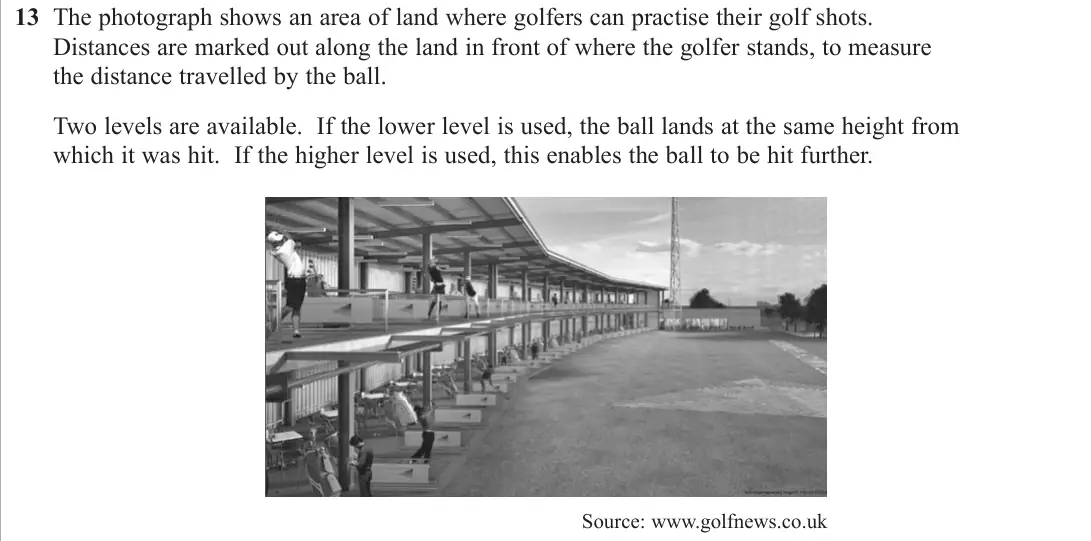 13 The photograph shows an area of land where golfers can practise their golf shots.
Distances are marked out along the land in front of where the golfer stands, to measure
the distance travelled by the ball.
Two levels are available. If the lower level is used, the ball lands at the same height from
which it was hit. If the higher level is used, this enables the ball to be hit further.
Source: www.golfnews.co.uk